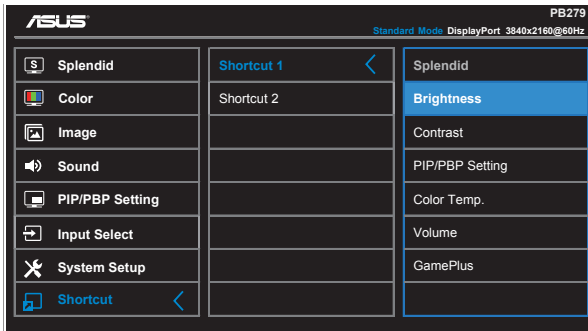 ASUS
PB279
Standard Mode DisplayPort 3840x2160@60Hz
S Splendid
Color
Image
Sound
PIP/PBP Setting
Input Select
System Setup
Shortcut
Shortcut 1
Shortcut 2
Splendid
Brightness
Contrast
PIP/PBP Setting
Color Temp.
Volume
GamePlus